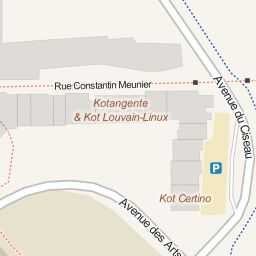 Rue Constantin Meunier
Kotangente
& Kot Louvain-Linux
Avenue du Ciseau
P
Kot Certino
Avenue des Arts